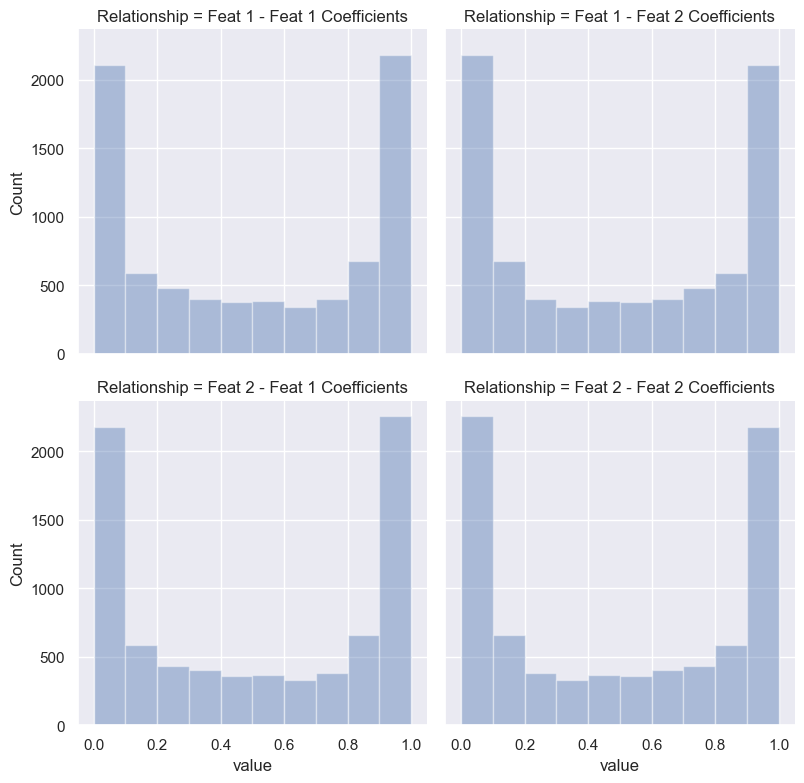 Relationship = Feat 1 - Feat 1 Coefficients
Relationship = Feat 1 - Feat 2 Coefficients
2000
1500
1000
500
0
Count
Relationship = Feat 2 - Feat 1 Coefficients
Relationship = Feat 2 - Feat 2 Coefficients
2000
1500
1000
500
0
Count
0.0 0.2 0.4 0.6 0.8 1.0
0.0 0.2 0.4 0.6 0.8 1.0
value
value